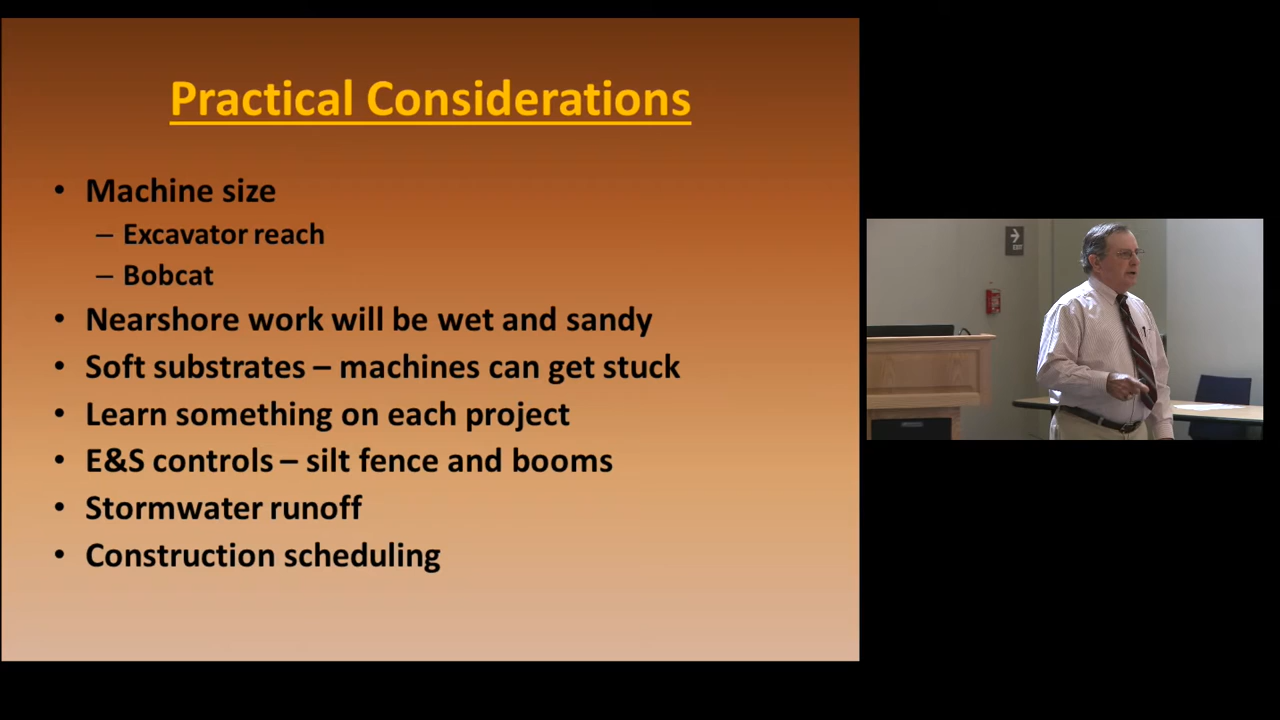 Practical Considerations
• Machine size
– Excavator reach
– Bobcat
• Nearshore work will be wet and sandy
• Soft substrates – machines can get stuck
• Learn something on each project
• E&S controls – silt fence and booms
• Stormwater runoff
• Construction scheduling
EXIT